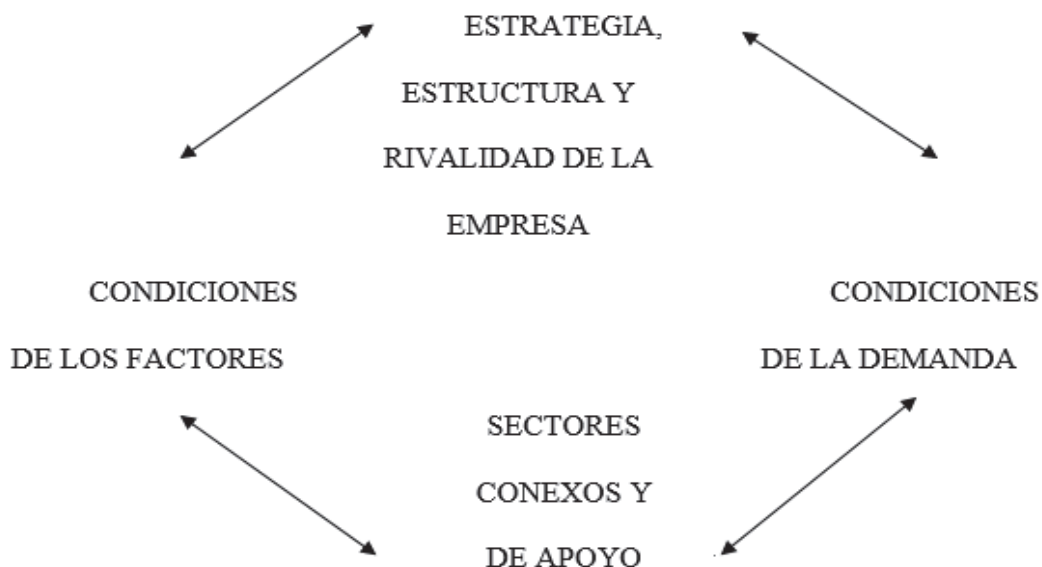 ESTRATEGIA,
ESTRUCTURA Y
RIVALIDAD DE LA
EMPRESA
CONDICIONES
DE LOS FACTORES
CONDICIONES
DE LA DEMANDA
SECTORES
CONEXOS Y
DE APOYO